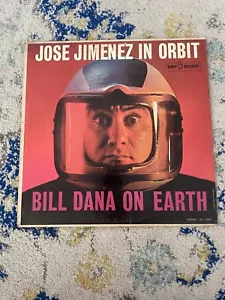 JOSE JIMENEZ IN ORBIT
BILL DANA ON EARTH